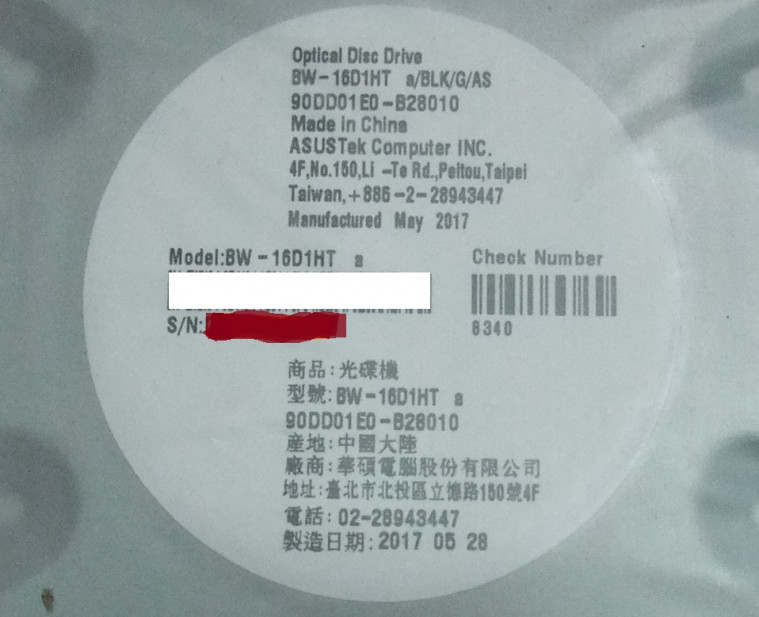 Optical Disc Drive
BW-16D1HT a/BLK/G/AS
90DD01E0-B28010
Made in China
ASUSTek Computer INC.
4F,No.150,Li -Te Rd.,Peitou,Taipei
Taiwan,+886-2-28943447
Manufactured May 2017
Model:BW-16D1HT a
Check Number
8340
S/N:
商品:光碟機
型號:BW-16D1HT a
90DD01E0-B28010
產地:中國大陸
廠商:華碩電腦股份有限公司
地址:臺北市北投區立德路150號4F
電話:02-28943447
製造日期:2017 05 28